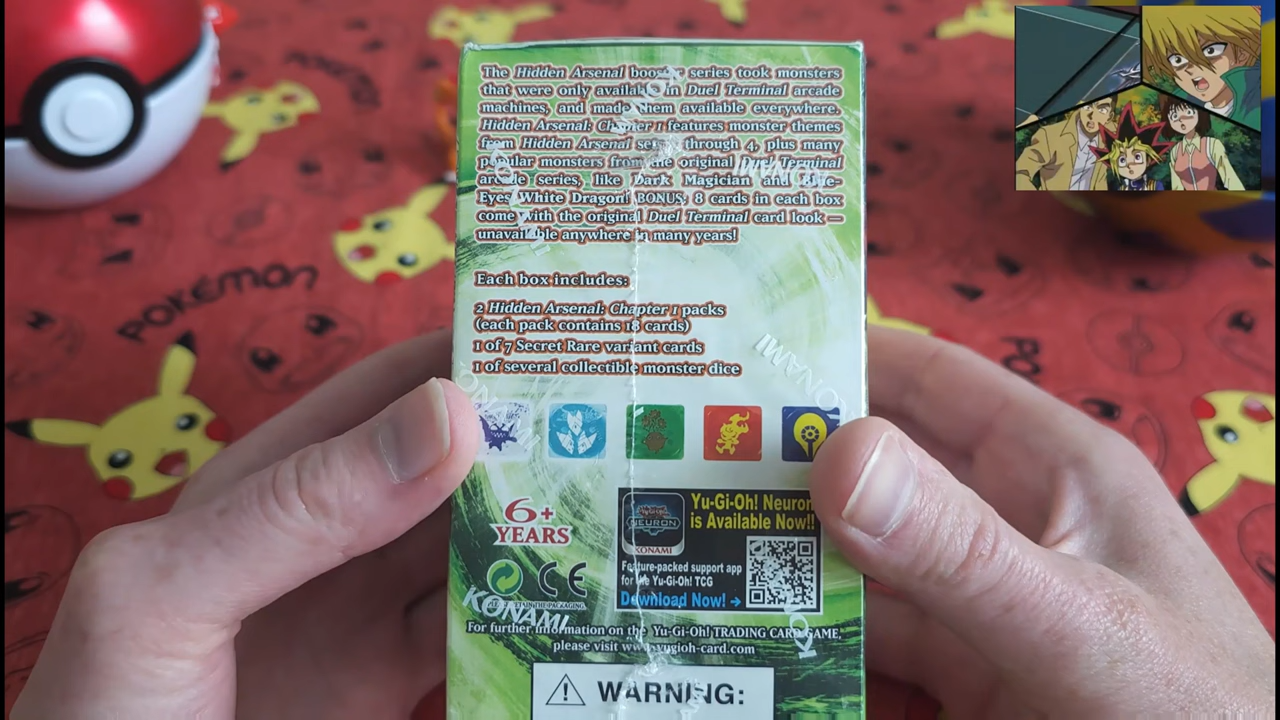 The Hidden Arsenal booster series took monsters
that were only available in Duel Terminal arcade
machines, and made them available everywhere.
Hidden Arsenal: Chapter 1 features monster themes
from Hidden Arsenal sets through 4, plus many
popular monsters from the original Duel Terminal
arcade series, like Dark Magician and Blue-
Eyes White Dragon! BONUS: 8 cards in each box
come with the original Duel Terminal card look —
unavailable anywhere in many years!
Each box includes:
2 Hidden Arsenal: Chapter 1 packs
(each pack contains 18 cards)
1 of 7 Secret Rare variant cards
1 of several collectible monster dice
6+
YEARS
NEURON
KONAMI
Yu-Gi-Oh! Neuron
is Available Now!!
Feature-packed support app
for the Yu-Gi-Oh! TCG
Download Now! →
CE
KONAMI
For further information on the Yu-Gi-Oh! TRADING CARD GAME,
please visit www.yugioh-card.com
WARNING:
POKÉMON
KONAMI
KONAMI
KONAMI